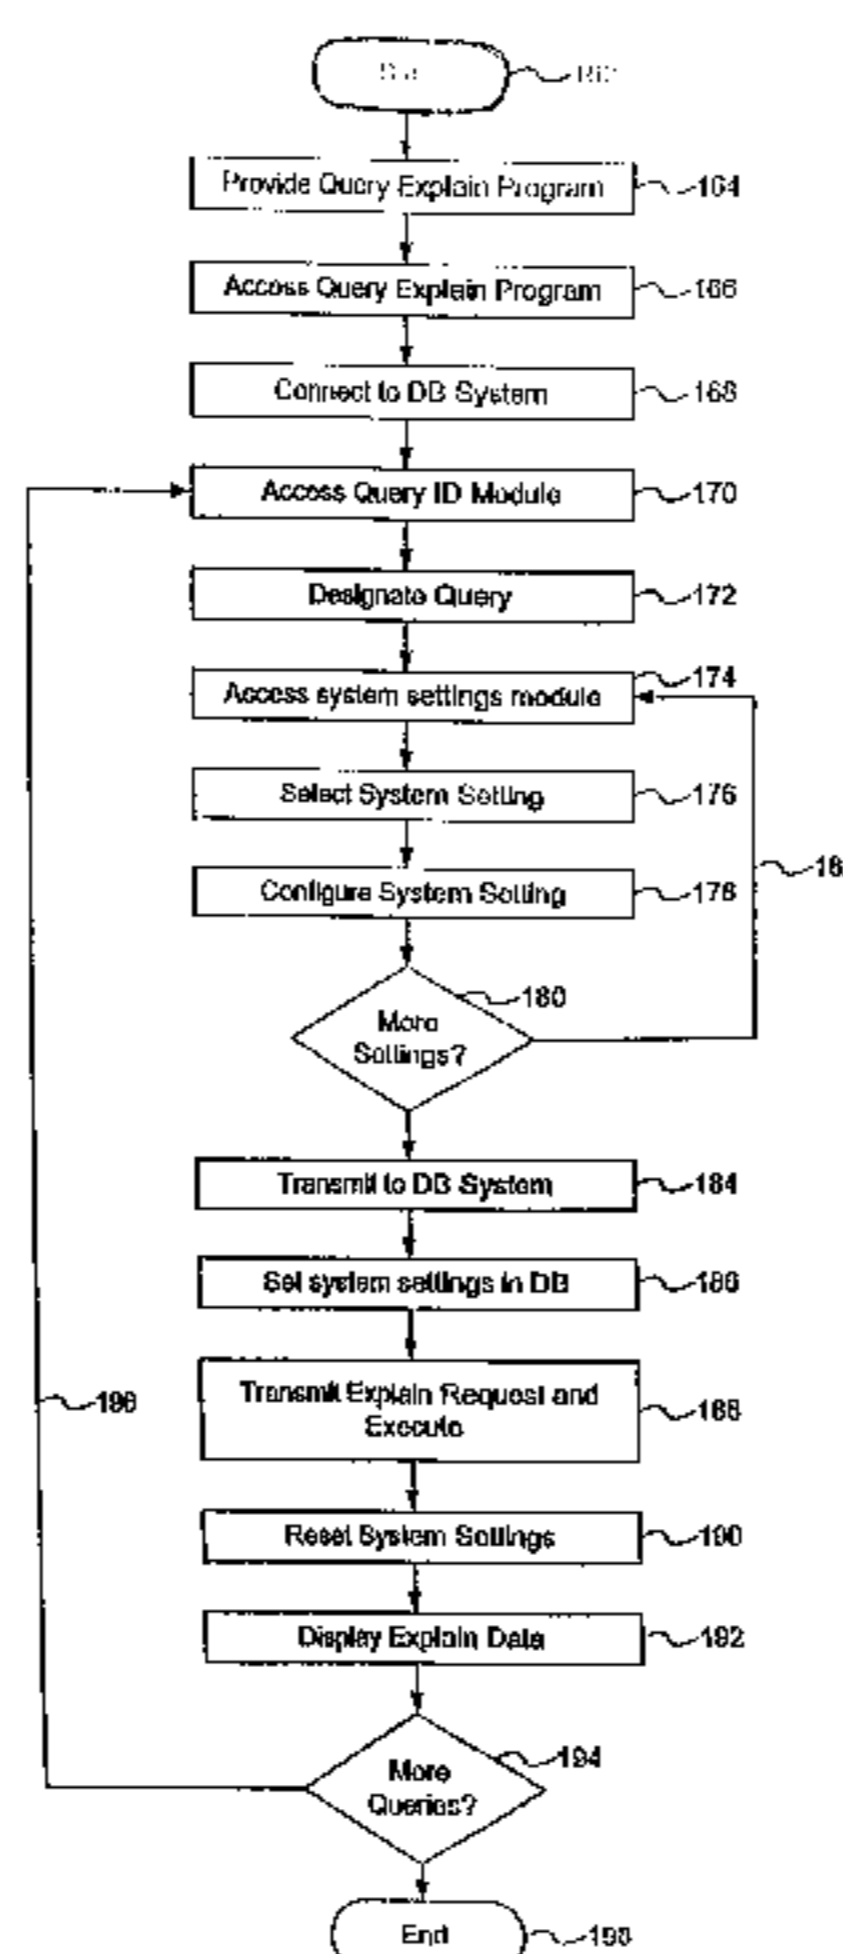 Provide Query Explain Program
164
Access Query Explain Program
166
Connect to DB System
168
Access Query ID Module
170
Designate Query
172
Access system settings module
174
Select System Setting
176
Configure System Setting
178
More
Settings?
180
Transmit to DB System
184
Set system settings in DB
186
Transmit Explain Request and
Execute
188
196
Reset System Settings
190
Display Explain Data
192
More
Queries?
194
End
198